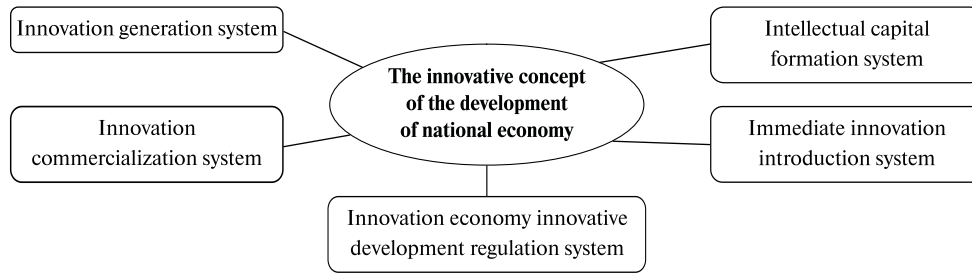 Innovation generation system
Intellectual capital
formation system
The innovative concept
of the development
of national economy
Innovation
commercialization system
Immediate innovation
introduction system
Innovation economy innovative
development regulation system